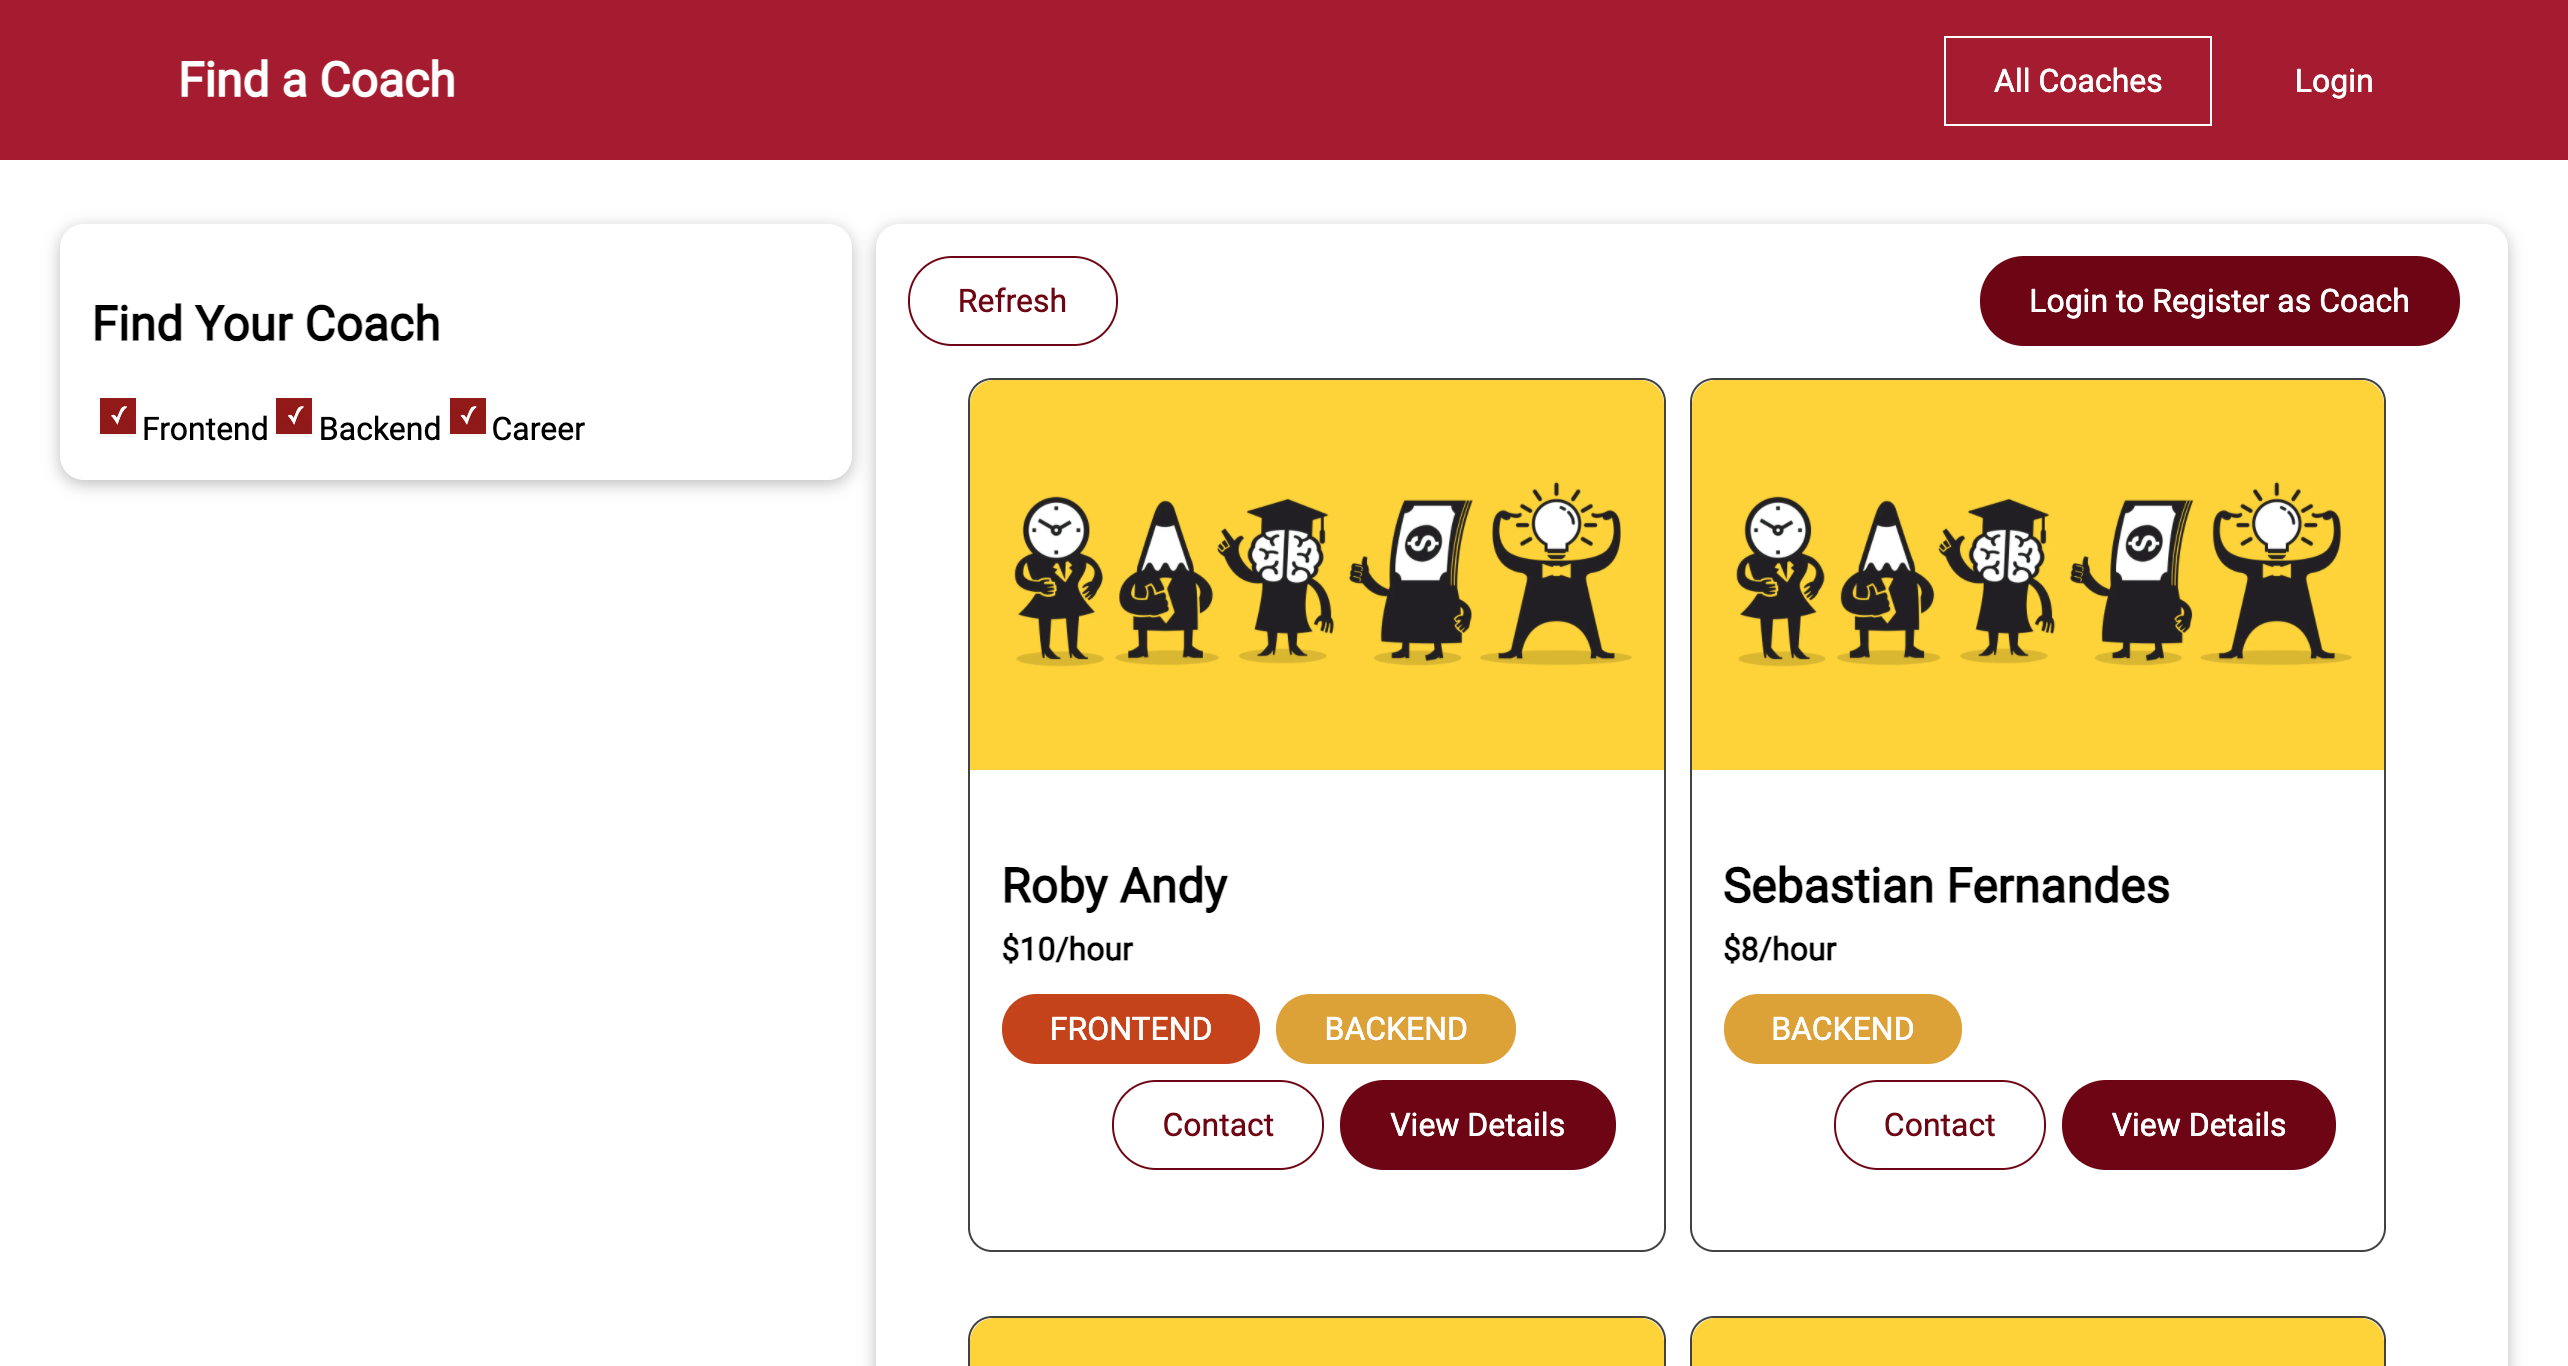 Find a Coach
All Coaches
Login
Find Your Coach
Frontend Backend Career
Refresh
Login to Register as Coach
Roby Andy
$10/hour
FRONTEND BACKEND
Contact View Details
Sebastian Fernandes
$8/hour
BACKEND
Contact View Details